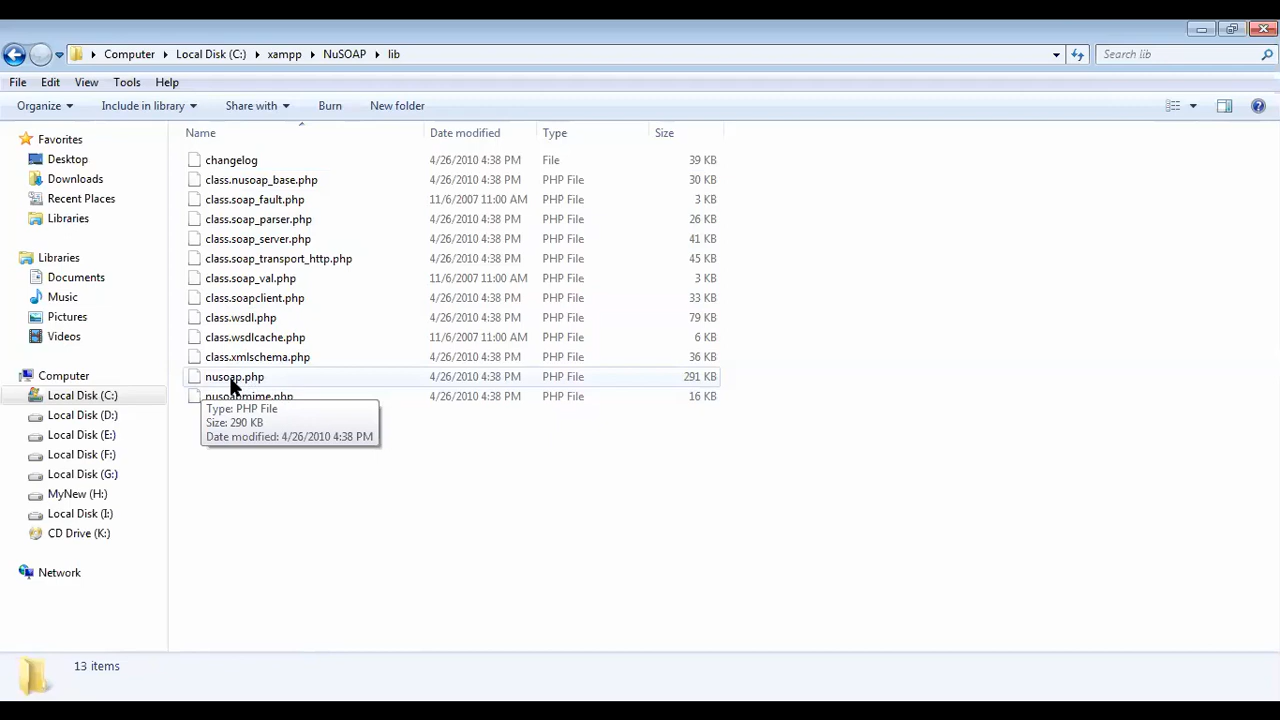 Computer ▸ Local Disk (C:) ▸ xampp ▸ NuSOAP ▸ lib
Search lib
File Edit View Tools Help
Organize Include in library Share with Burn New folder
Favorites
Desktop
Downloads
Recent Places
Libraries
Libraries
Documents
Music
Pictures
Videos
Computer
Local Disk (C:)
Local Disk (D:)
Local Disk (E:)
Local Disk (F:)
Local Disk (G:)
MyNew (H:)
Local Disk (I:)
CD Drive (K:)
Network
Name Date modified Type Size
changelog 4/26/2010 4:38 PM File 39 KB
class.nusoap_base.php 4/26/2010 4:38 PM PHP File 30 KB
class.soap_fault.php 11/6/2007 11:00 AM PHP File 3 KB
class.soap_parser.php 4/26/2010 4:38 PM PHP File 26 KB
class.soap_server.php 4/26/2010 4:38 PM PHP File 41 KB
class.soap_transport_http.php 4/26/2010 4:38 PM PHP File 45 KB
class.soap_val.php 11/6/2007 11:00 AM PHP File 3 KB
class.soapclient.php 4/26/2010 4:38 PM PHP File 33 KB
class.wsdl.php 4/26/2010 4:38 PM PHP File 79 KB
class.wsdlcache.php 11/6/2007 11:00 AM PHP File 6 KB
class.xmlschema.php 4/26/2010 4:38 PM PHP File 36 KB
nusoap.php 4/26/2010 4:38 PM PHP File 291 KB
nusoapmime.php 4/26/2010 4:38 PM PHP File 16 KB
Type: PHP File
Size: 290 KB
Date modified: 4/26/2010 4:38 PM
13 items